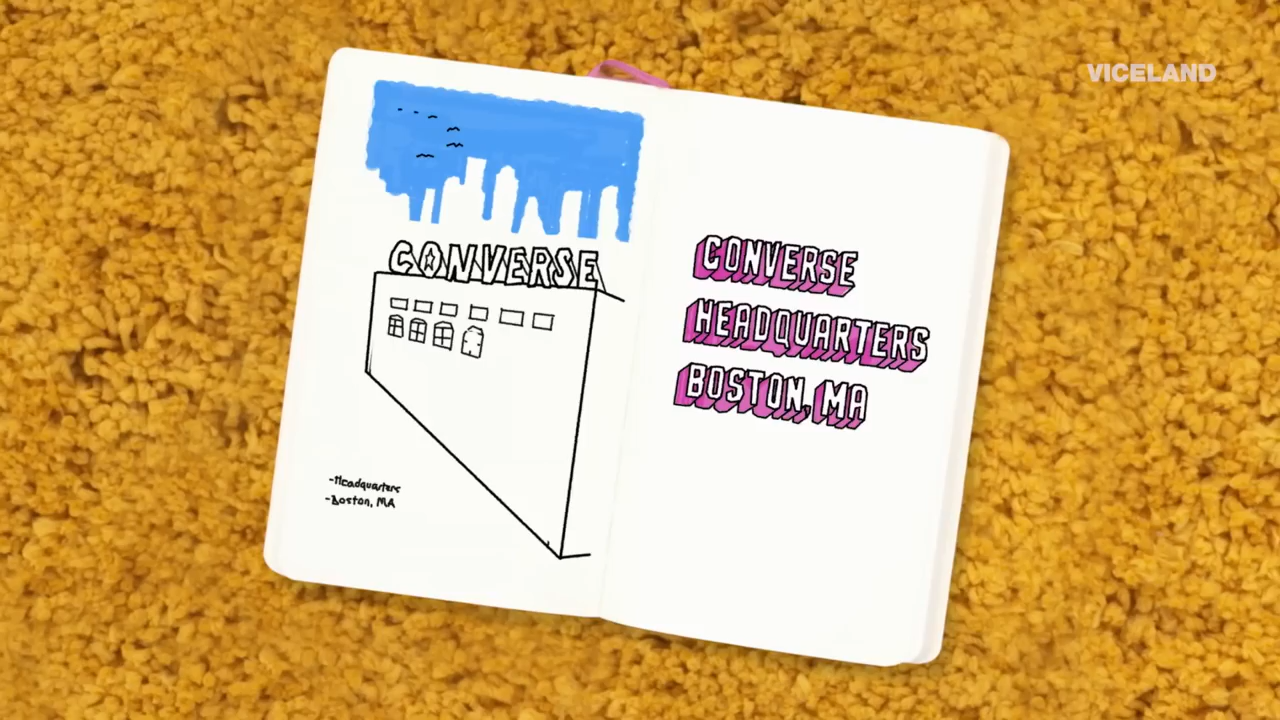 VICELAND
CONVERSE
-Headquarters
-Boston, MA
CONVERSE
HEADQUARTERS
BOSTON, MA